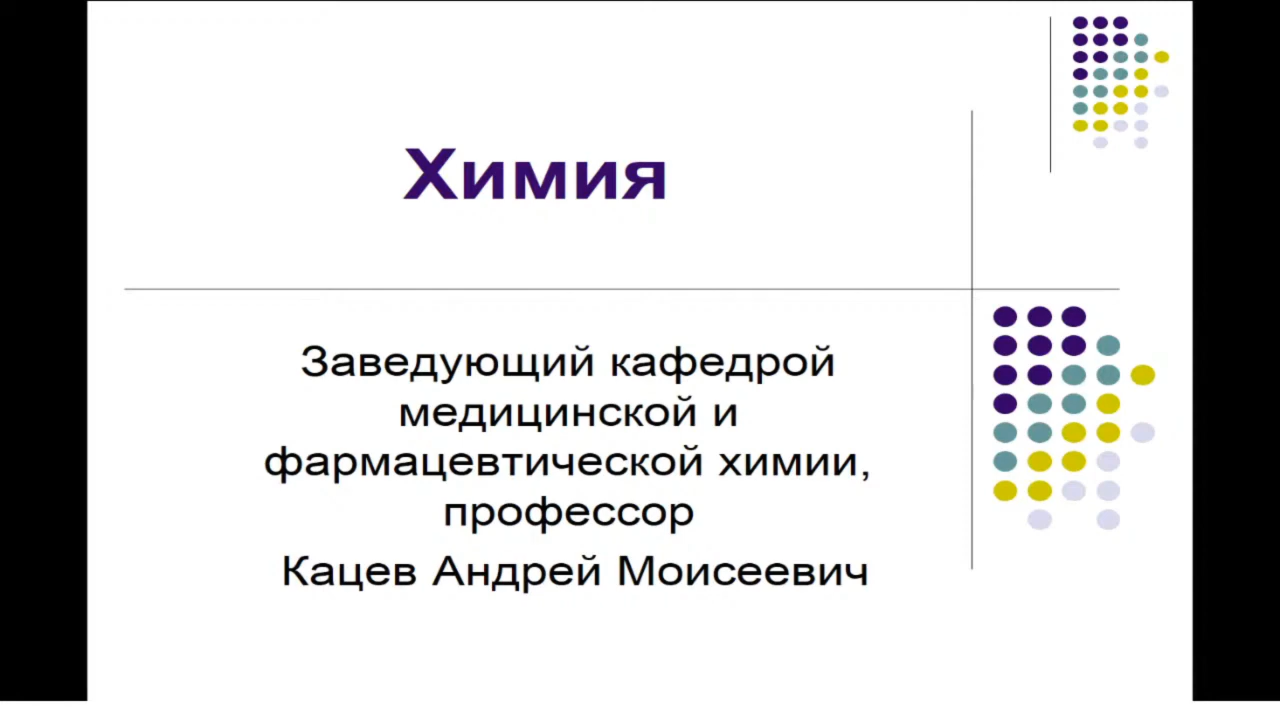 Химия
Заведующий кафедрой
медицинской и
фармацевтической химии,
профессор
Кацев Андрей Моисеевич